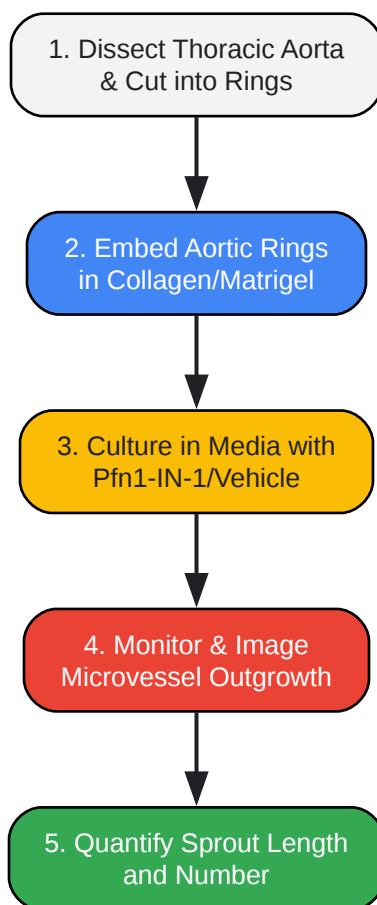 1. Dissect Thoracic Aorta
& Cut into Rings
2. Embed Aortic Rings
in Collagen/Matrigel
3. Culture in Media with
Pfn1-IN-1/Vehicle
4. Monitor & Image
Microvessel Outgrowth
5. Quantify Sprout Length
and Number